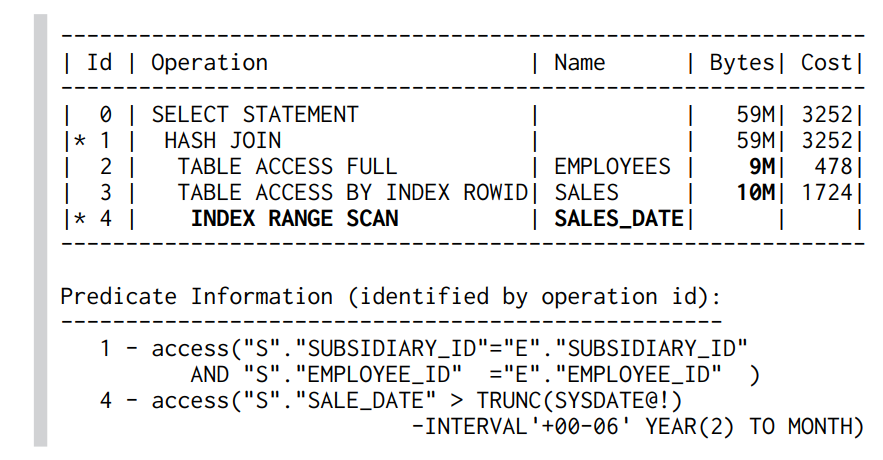 ---------------------------------------------------------------
| Id | Operation                    | Name       | Bytes| Cost|
---------------------------------------------------------------
|  0 | SELECT STATEMENT             |            |   59M| 3252|
|* 1 |  HASH JOIN                   |            |   59M| 3252|
|  2 |   TABLE ACCESS FULL          | EMPLOYEES  |    9M|  478|
|  3 |   TABLE ACCESS BY INDEX ROWID| SALES      |   10M| 1724|
|* 4 |    INDEX RANGE SCAN          | SALES_DATE|      |     |
---------------------------------------------------------------
Predicate Information (identified by operation id):
---------------------------------------------------
   1 - access("S"."SUBSIDIARY_ID"="E"."SUBSIDIARY_ID"
          AND "S"."EMPLOYEE_ID"  ="E"."EMPLOYEE_ID"  )
   4 - access("S"."SALE_DATE" > TRUNC(SYSDATE@!)
                           -INTERVAL'+00-06' YEAR(2) TO MONTH)